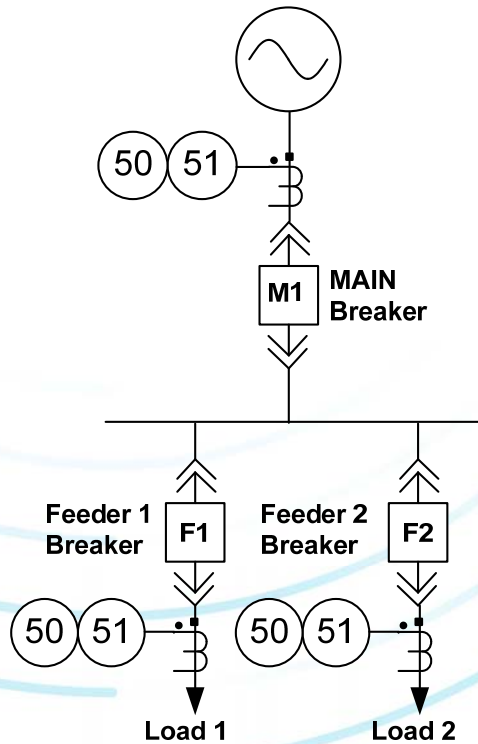 50 51
M1
MAIN
Breaker
Feeder 1
Breaker
F1
Feeder 2
Breaker
F2
50 51
50 51
Load 1
Load 2